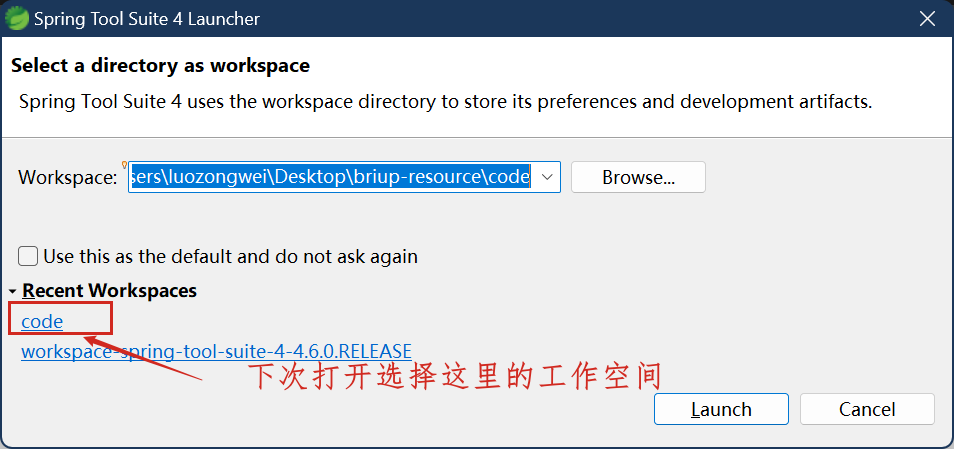 Spring Tool Suite 4 Launcher
Select a directory as workspace
Spring Tool Suite 4 uses the workspace directory to store its preferences and development artifacts.
Workspace: sers\luozongwei\Desktop\briup-resource\code Browse...
Use this as the default and do not ask again
Recent Workspaces
code
workspace-spring-tool-suite-4-4.6.0.RELEASE
下次打开选择这里的工作空间
Launch Cancel